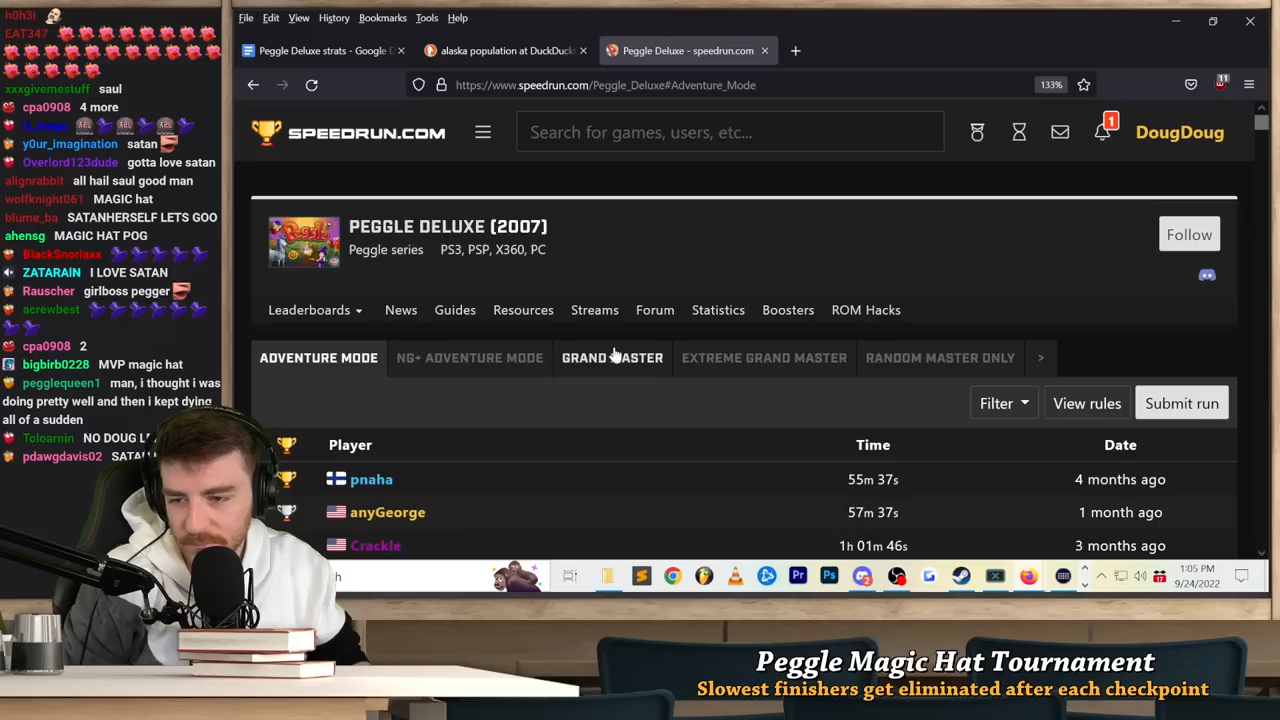 h0h3i
EAT347
xxxgivemestuff saul
cpa0908 4 more
y0ur_imagination satan
Overlord123dude gotta love satan
alignrabbit all hail saul good man
wolfknight061 MAGIC hat
blume_ba SATANHERSELF LETS GOO
ahensg MAGIC HAT POG
BlackSnorlaxx
ZATARAIN I LOVE SATAN
Rauscher girlboss pegger
acrewbest
cpa0908 2
bigbirb0228 MVP magic hat
pegglequeen1 man, i thought i was
doing pretty well and then i kept dying
all of a sudden
Toloarnin NO DOUG
pdawgdavis02
File Edit View History Bookmarks Tools Help
Peggle Deluxe strats - Google
alaska population at DuckDuck
Peggle Deluxe - speedrun.com
https://www.speedrun.com/Peggle_Deluxe#Adventure_Mode
133%
11
SPEEDRUN.COM
Search for games, users, etc...
1
DougDoug
PEGGLE DELUXE (2007)
Peggle series PS3, PSP, X360, PC
Follow
Leaderboards News Guides Resources Streams Forum Statistics Boosters ROM Hacks
ADVENTURE MODE NG+ ADVENTURE MODE GRAND MASTER EXTREME GRAND MASTER RANDOM MASTER ONLY >
Filter View rules Submit run
Player Time Date
pnaha 55m 37s 4 months ago
anyGeorge 57m 37s 1 month ago
Crackle 1h 01m 46s 3 months ago
Pr
Ps
1:05 PM
9/24/2022
Peggle Magic Hat Tournament
Slowest finishers get eliminated after each checkpoint